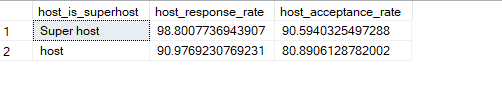 host_is_superhost host_response_rate host_acceptance_rate
1 Super host 98.8007736943907 90.5940325497288
2 host 90.9769230769231 80.8906128782002